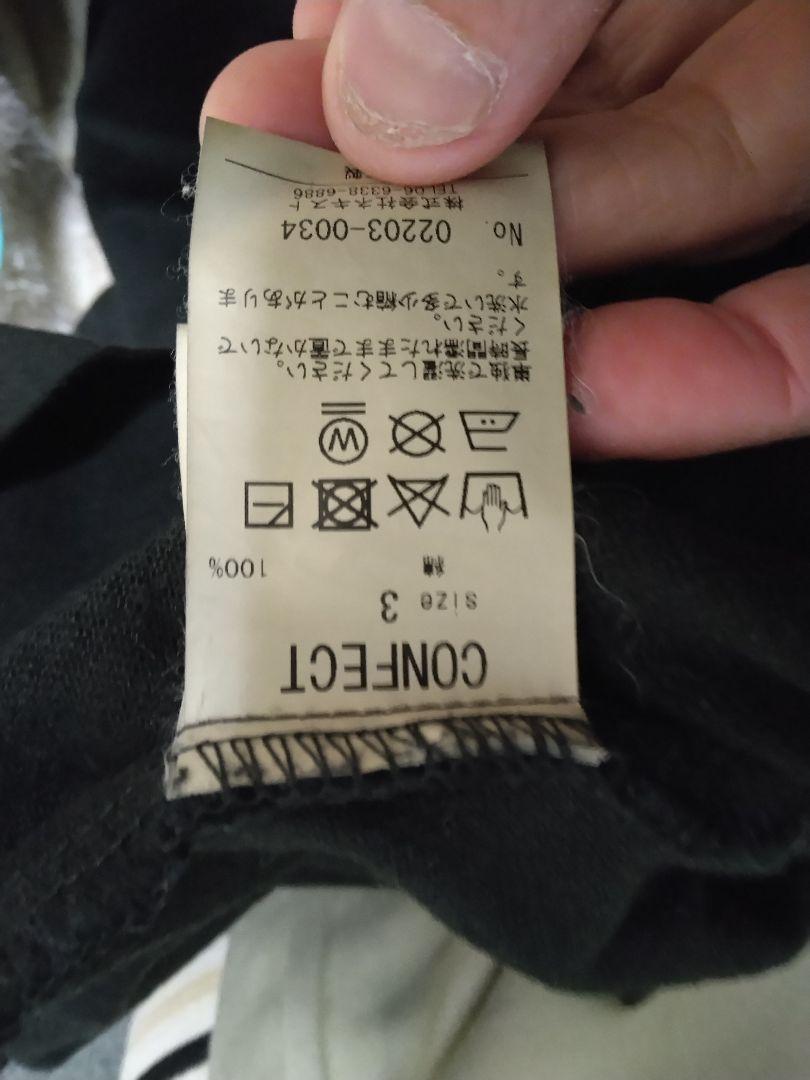 CONFECT
size 3
綿 100%
W
単独で洗濯してください。
長時間濡れたままで置かないで
ください。
水洗いで多少縮むことがありま
す。
No. 02203-0034
株式会社ネキスト
TEL06-6338-6886
製